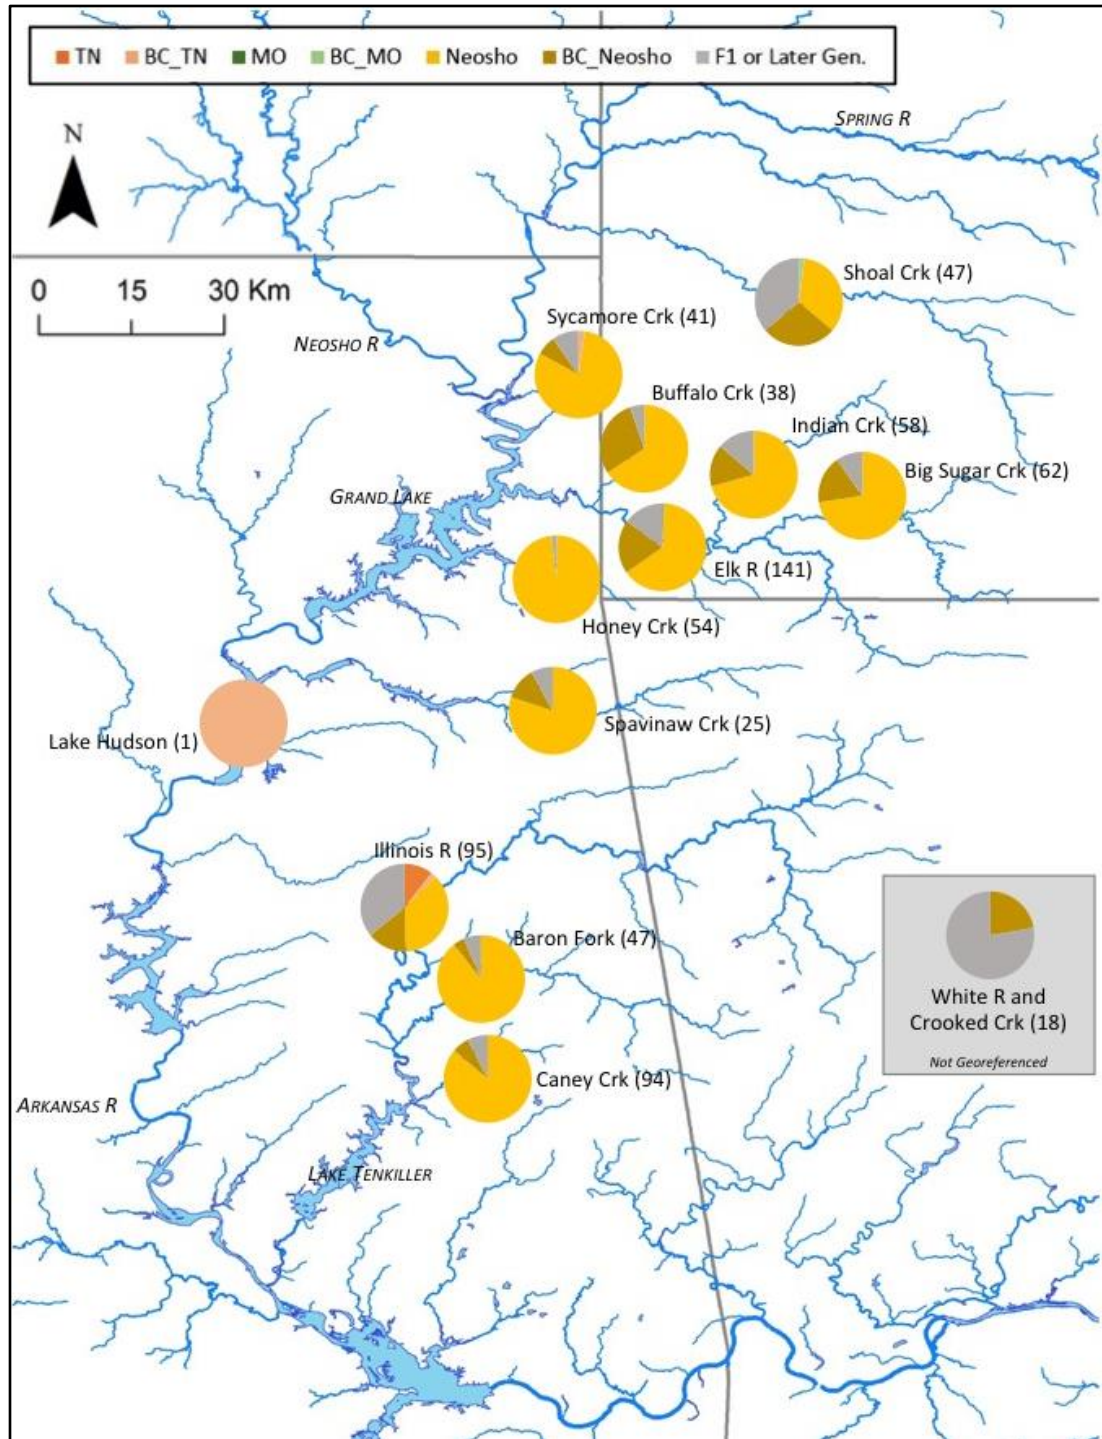 TN BC_TN MO BC_MO Neosho BC_Neosho F1 or Later Gen.
SPRING R
N
Shoal Crk (47)
0 15 30 Km
Sycamore Crk (41)
NEOSHO R
Buffalo Crk (38)
Indian Crk (58)
Big Sugar Crk (62)
GRAND LAKE
Elk R (141)
Honey Crk (54)
Spavinaw Crk (25)
Lake Hudson (1)
Illinois R (95)
Baron Fork (47)
White R and
Crooked Crk (18)
Not Georeferenced
Caney Crk (94)
ARKANSAS R
LAKE TENKILLER